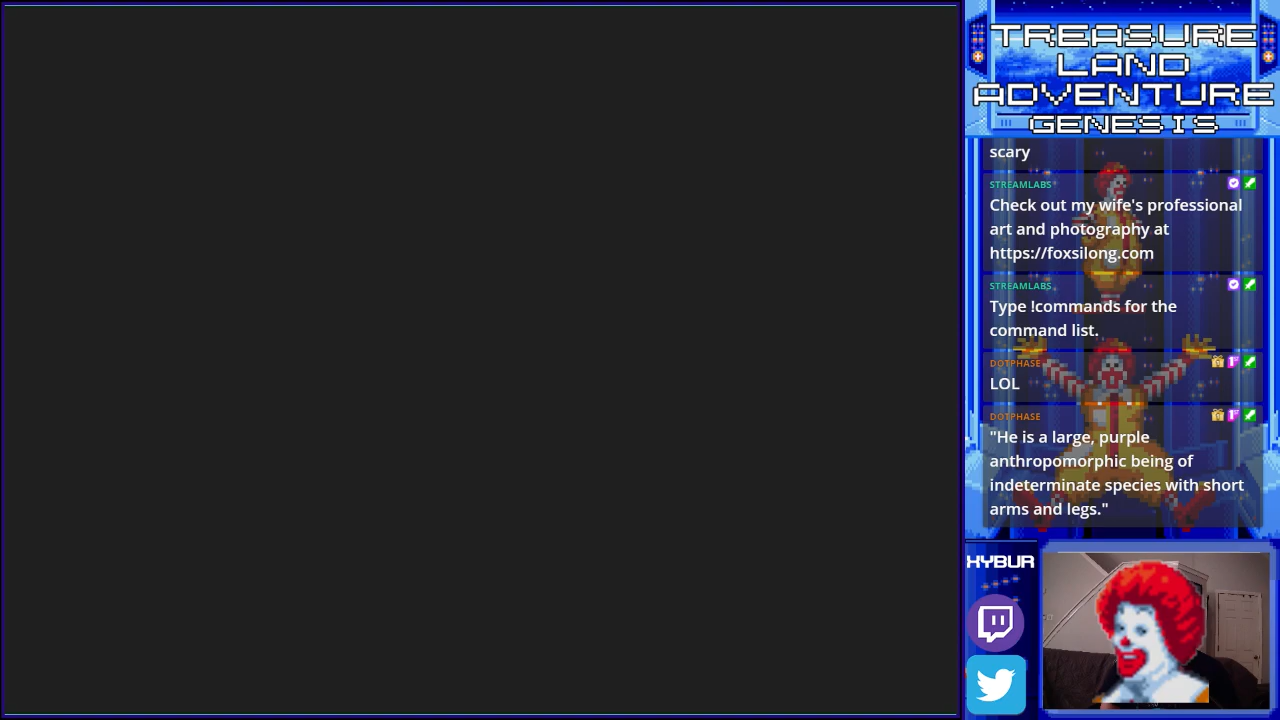 TREASURE
LAND
ADVENTURE
GENESIS
scary
STREAMLABS
Check out my wife's professional
art and photography at
https://foxsilong.com
STREAMLABS
Type !commands for the
command list.
DOTPHASE
LOL
DOTPHASE
"He is a large, purple
anthropomorphic being of
indeterminate species with short
arms and legs."
XYBUR